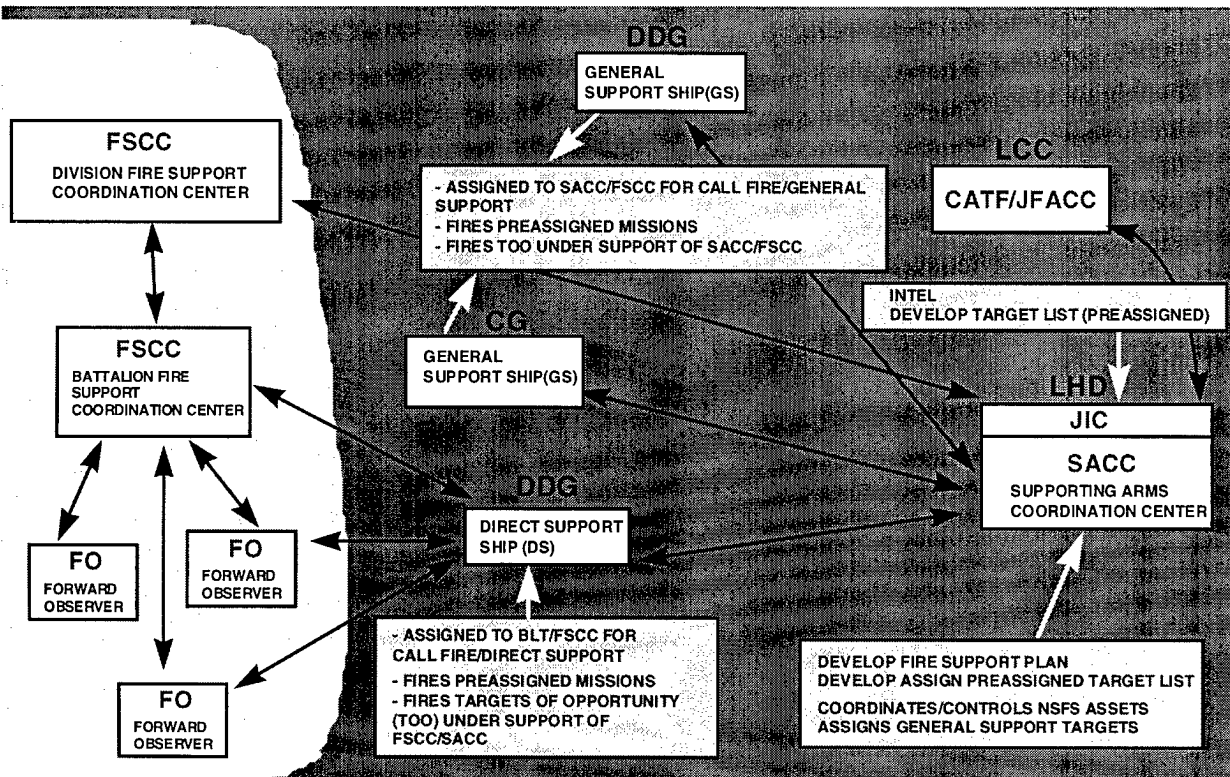 DDG
GENERAL
SUPPORT SHIP(GS)
FSCC
DIVISION FIRE SUPPORT
COORDINATION CENTER
- ASSIGNED TO SACC/FSCC FOR CALL FIRE/GENERAL
SUPPORT
- FIRES PREASSIGNED MISSIONS
- FIRES TOO UNDER SUPPORT OF SACC/FSCC
LCC
CATF/JFACC
INTEL
DEVELOP TARGET LIST (PREASSIGNED)
FSCC
BATTALION FIRE
SUPPORT
COORDINATION CENTER
CG
GENERAL
SUPPORT SHIP(GS)
LHD
JIC
SACC
SUPPORTING ARMS
COORDINATION CENTER
DDG
DIRECT SUPPORT
SHIP (DS)
FO
FORWARD
OBSERVER
FO
FORWARD
OBSERVER
FO
FORWARD
OBSERVER
- ASSIGNED TO BLT/FSCC FOR
CALL FIRE/DIRECT SUPPORT
- FIRES PREASSIGNED MISSIONS
- FIRES TARGETS OF OPPORTUNITY
(TOO) UNDER SUPPORT OF
FSCC/SACC
DEVELOP FIRE SUPPORT PLAN
DEVELOP ASSIGN PREASSIGNED TARGET LIST
COORDINATES/CONTROLS NSFS ASSETS
ASSIGNS GENERAL SUPPORT TARGETS